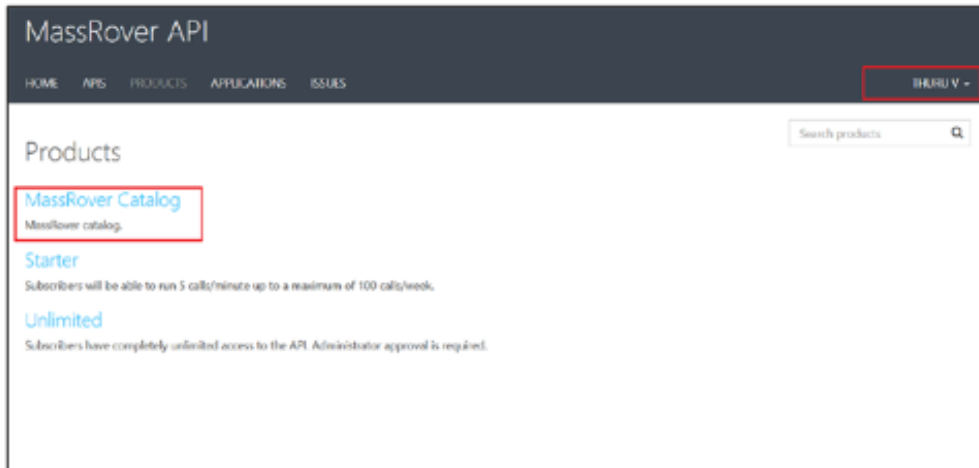 MassRover API
HOME APIS PRODUCTS APPLICATIONS ISSUES THURU V
Search products
Products
MassRover Catalog
MassRover catalog.
Starter
Subscribers will be able to run 5 calls/minute up to a maximum of 100 calls/week.
Unlimited
Subscribers have completely unlimited access to the API. Administrator approval is required.